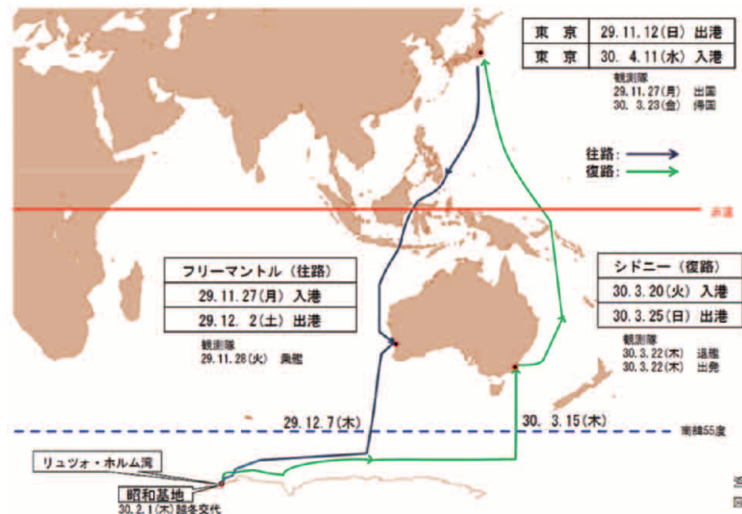 東　京　29.11.12(日) 出港
東　京　30. 4.11(水) 入港
観測隊
29.11.27(月)　出国
30. 3.23(金)　帰国
往路：
復路：
赤道
フリーマントル（往路）
29.11.27(月) 入港
29.12. 2(土) 出港
観測隊
29.11.28(火)　乗艦
シドニー（復路）
30.3.20(火) 入港
30.3.25(日) 出港
観測隊
30.3.22(木)　退艦
30.3.22(木)　出発
29.12.7(木)
30. 3.15(木)
南緯55度
リュツォ・ホルム湾
昭和基地
30.2.1(木)越冬交代